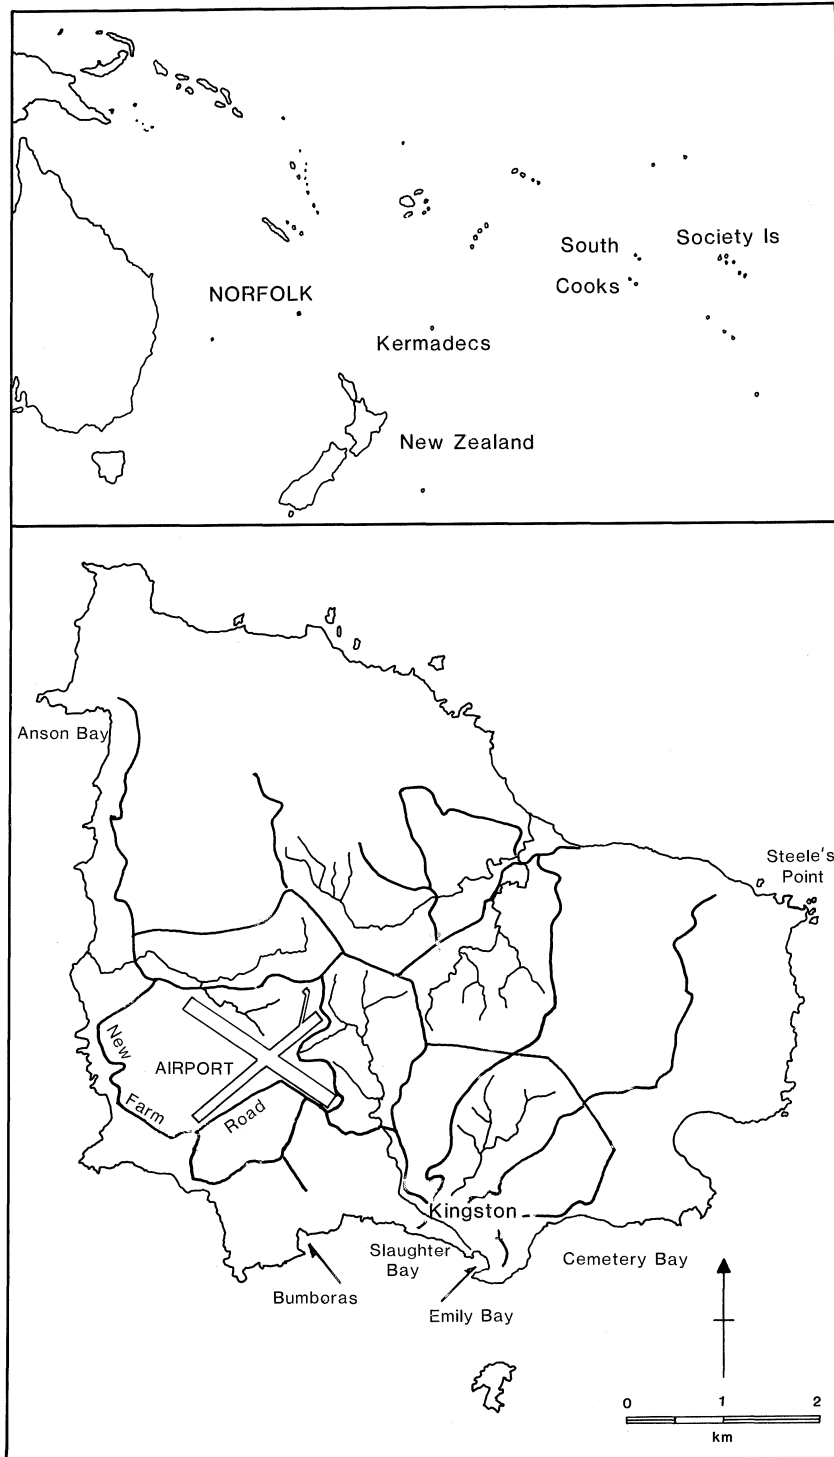 South
Society Is
NORFOLK
Cooks
Kermadecs
New Zealand
Anson Bay
Steele's
Point
New
AIRPORT
Farm
Road
Kingston
Slaughter
Bay
Cemetery Bay
Bumboras
Emily Bay
0 1 2
km